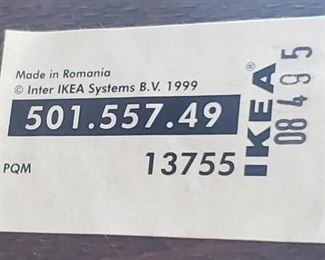 Made in Romania
© Inter IKEA Systems B.V. 1999
501.557.49
PQM 13755
IKEA®
08495